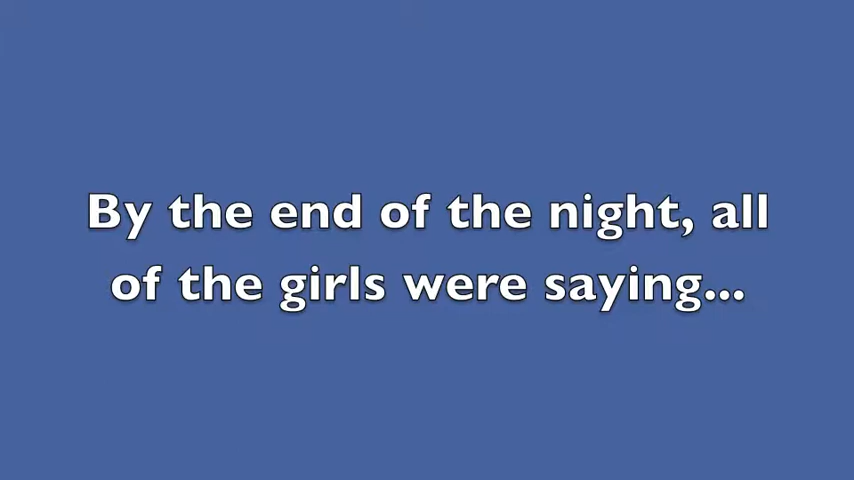 By the end of the night, all
of the girls were saying...